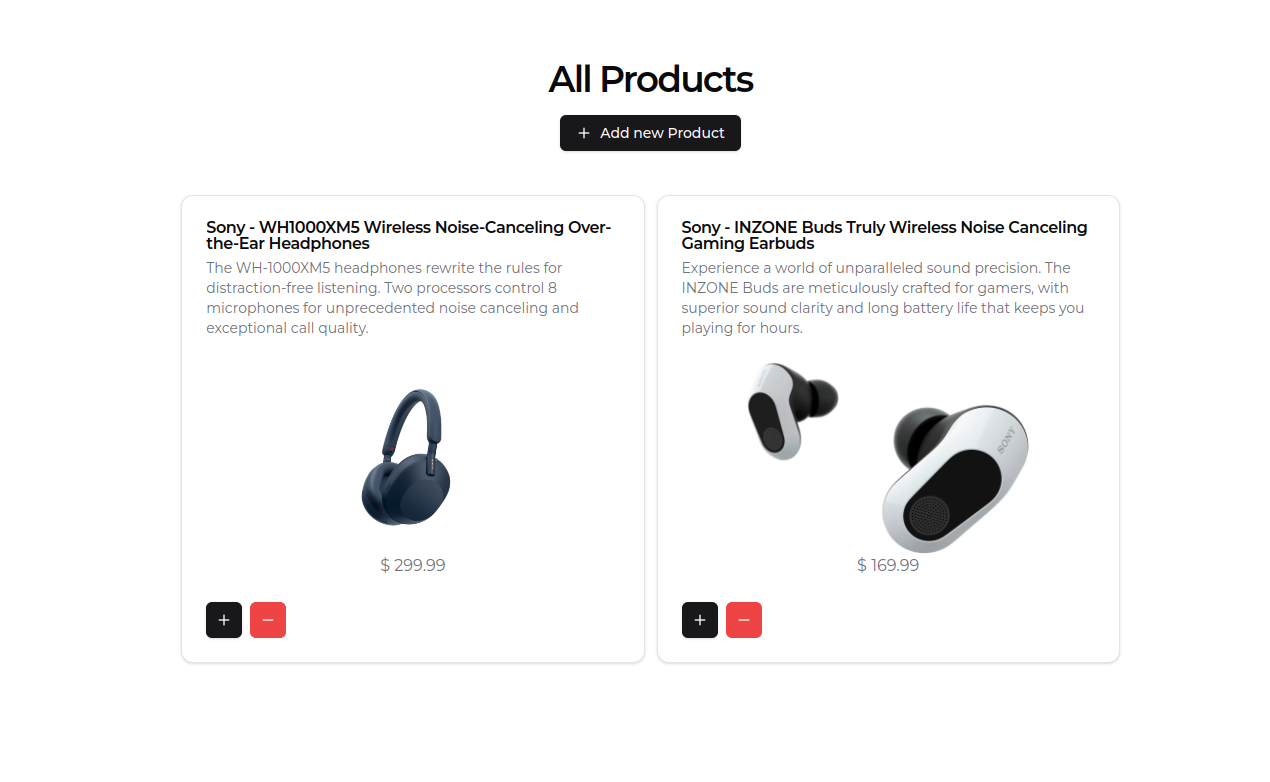 All Products
Add new Product
Sony - WH1000XM5 Wireless Noise-Canceling Over-
the-Ear Headphones
The WH-1000XM5 headphones rewrite the rules for
distraction-free listening. Two processors control 8
microphones for unprecedented noise canceling and
exceptional call quality.
$ 299.99
Sony - INZONE Buds Truly Wireless Noise Canceling
Gaming Earbuds
Experience a world of unparalleled sound precision. The
INZONE Buds are meticulously crafted for gamers, with
superior sound clarity and long battery life that keeps you
playing for hours.
SONY
$ 169.99